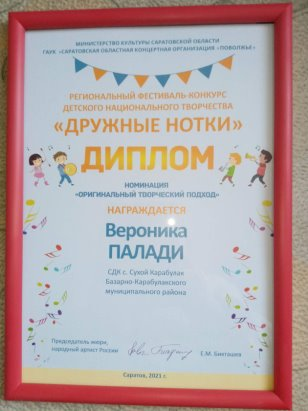 МИНИСТЕРСТВО КУЛЬТУРЫ САРАТОВСКОЙ ОБЛАСТИ
ГАУК «САРАТОВСКАЯ ОБЛАСТНАЯ КОНЦЕРТНАЯ ОРГАНИЗАЦИЯ «ПОВОЛЖЬЕ»
РЕГИОНАЛЬНЫЙ ФЕСТИВАЛЬ-КОНКУРС
ДЕТСКОГО НАЦИОНАЛЬНОГО ТВОРЧЕСТВА
«ДРУЖНЫЕ НОТКИ»
ДИПЛОМ
НОМИНАЦИЯ
«ОРИГИНАЛЬНЫЙ ТВОРЧЕСКИЙ ПОДХОД»
НАГРАЖДАЕТСЯ
Вероника
ПАЛАДИ
СДК с. Сухой Карабулак
Базарно-Карабулакского
муниципального района
Председатель жюри,
народный артист России
Е.М. Бикташев
Саратов, 2021 г.